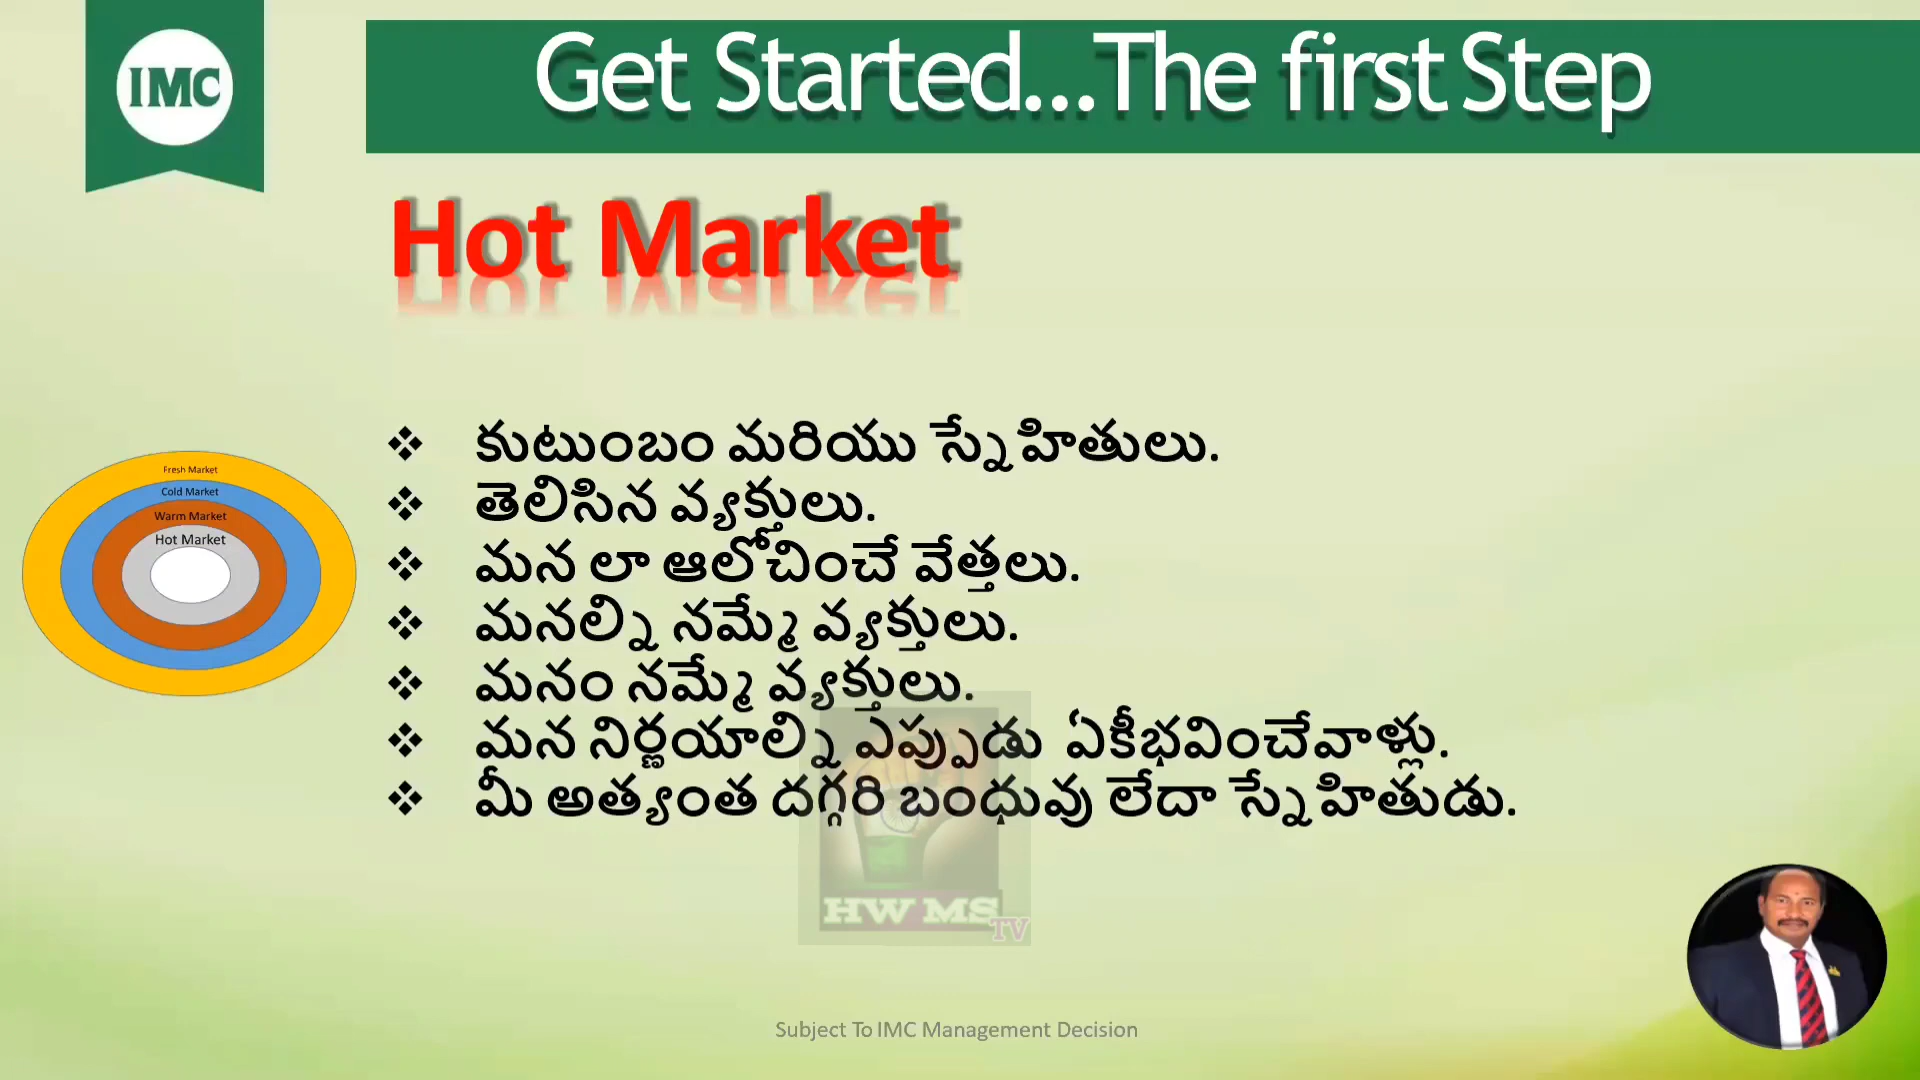 IMC
Get Started...The first Step
Hot Market
Fresh Market
Cold Market
Warm Market
Hot Market
❖ కుటుంబం మరియు స్నేహితులు.
❖ తెలిసిన వ్యక్తులు.
❖ మన లా ఆలోచించే వేత్తలు.
❖ మనల్ని నమ్మే వ్యక్తులు.
❖ మనం నమ్మే వ్యక్తులు.
❖ మన నిర్ణయాల్ని ఎప్పుడు ఏకీభవించేవాళ్లు.
❖ మీ అత్యంత దగ్గరి బంధువు లేదా స్నేహితుడు.
HW MS
TV
Subject To IMC Management Decision